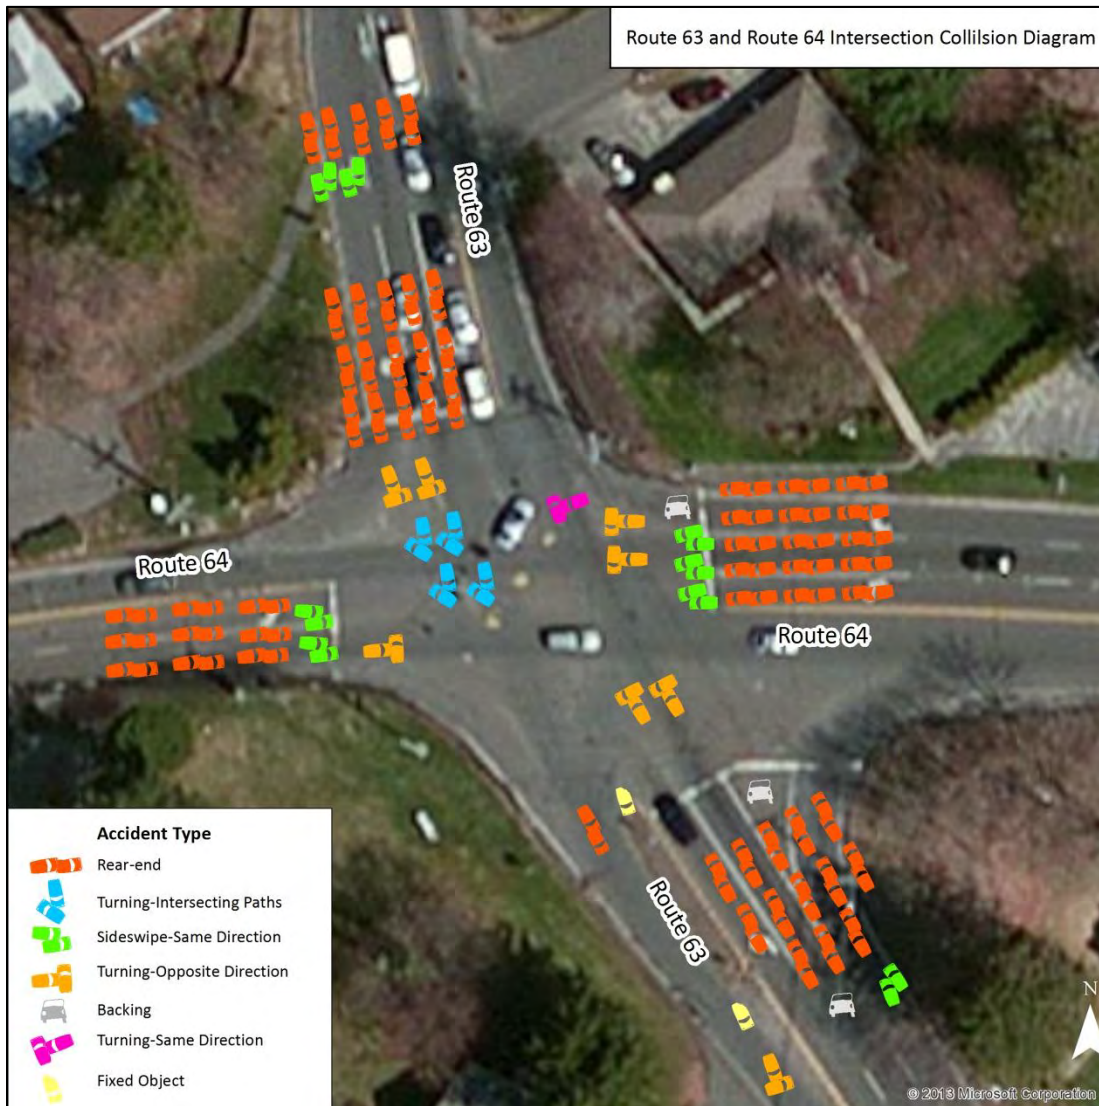 Route 63 and Route 64 Intersection Collilsion Diagram
Route 63
Route 64
Route 64
Route 63
Accident Type
Rear-end
Turning-Intersecting Paths
Sideswipe-Same Direction
Turning-Opposite Direction
Backing
Turning-Same Direction
Fixed Object
N
© 2013 Microsoft Corporation